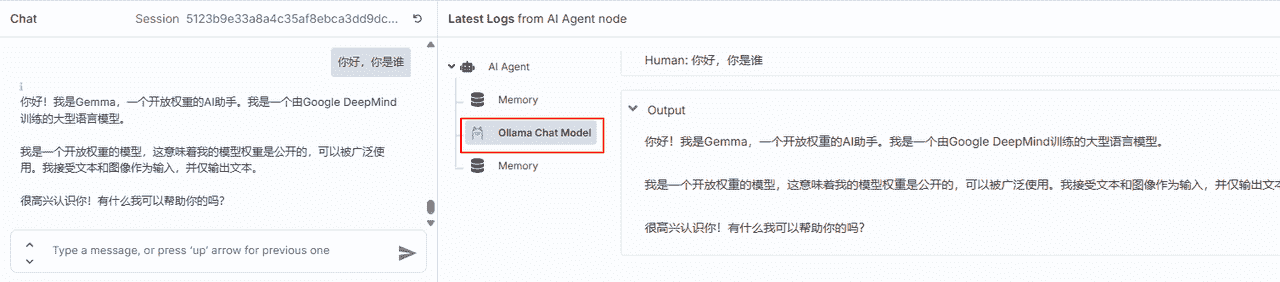 Chat
Session 5123b9e33a8a4c35af8ebca3dd9dc...
你好，你是谁
你好！我是Gemma，一个开放权重的AI助手。我是一个由Google DeepMind
训练的大型语言模型。
我是一个开放权重的模型，这意味着我的模型权重是公开的，可以被广泛使
用。我接受文本和图像作为输入，并仅输出文本。
很高兴认识你！有什么我可以帮助你的吗？
Type a message, or press ‘up’ arrow for previous one
Latest Logs from AI Agent node
AI Agent
Memory
Ollama Chat Model
Memory
Human: 你好，你是谁
Output
你好！我是Gemma，一个开放权重的AI助手。我是一个由Google DeepMind训练的大型语言模型。
我是一个开放权重的模型，这意味着我的模型权重是公开的，可以被广泛使用。我接受文本和图像作为输入，并仅输出文本
很高兴认识你！有什么我可以帮助你的吗？